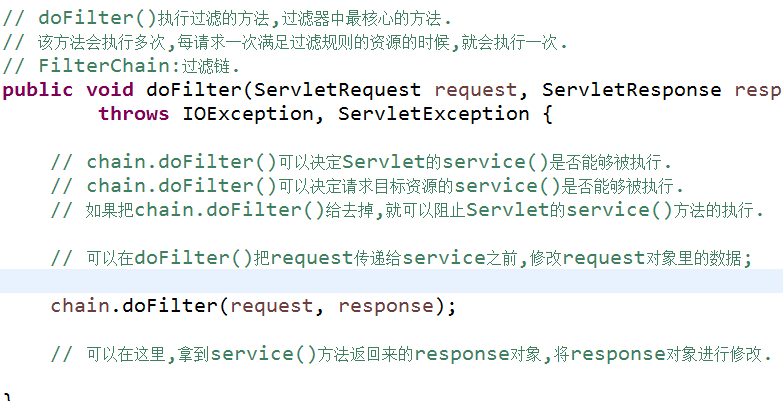 // doFilter()执行过滤的方法,过滤器中最核心的方法.
// 该方法会执行多次,每请求一次满足过滤规则的资源的时候,就会执行一次.
// FilterChain:过滤链.
public void doFilter(ServletRequest request, ServletResponse resp
throws IOException, ServletException {
// chain.doFilter()可以决定Servlet的service()是否能够被执行.
// chain.doFilter()可以决定请求目标资源的service()是否能够被执行.
// 如果把chain.doFilter()给去掉,就可以阻止Servlet的service()方法的执行.
// 可以在doFilter()把request传递给service之前,修改request对象里的数据;
chain.doFilter(request, response);
// 可以在这里,拿到service()方法返回来的response对象,将response对象进行修改.
}